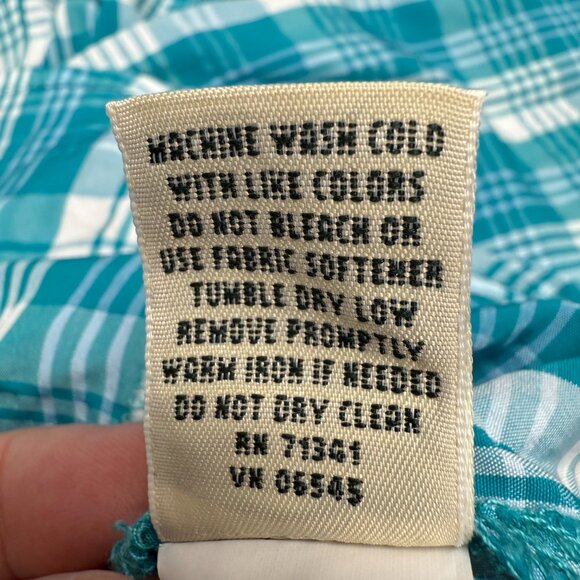 MACHINE WASH COLD
WITH LIKE COLORS
DO NOT BLEACH OR
USE FABRIC SOFTENER
TUMBLE DRY LOW
REMOVE PROMPTLY
WARM IRON IF NEEDED
DO NOT DRY CLEAN
RN 71341
VN 06545